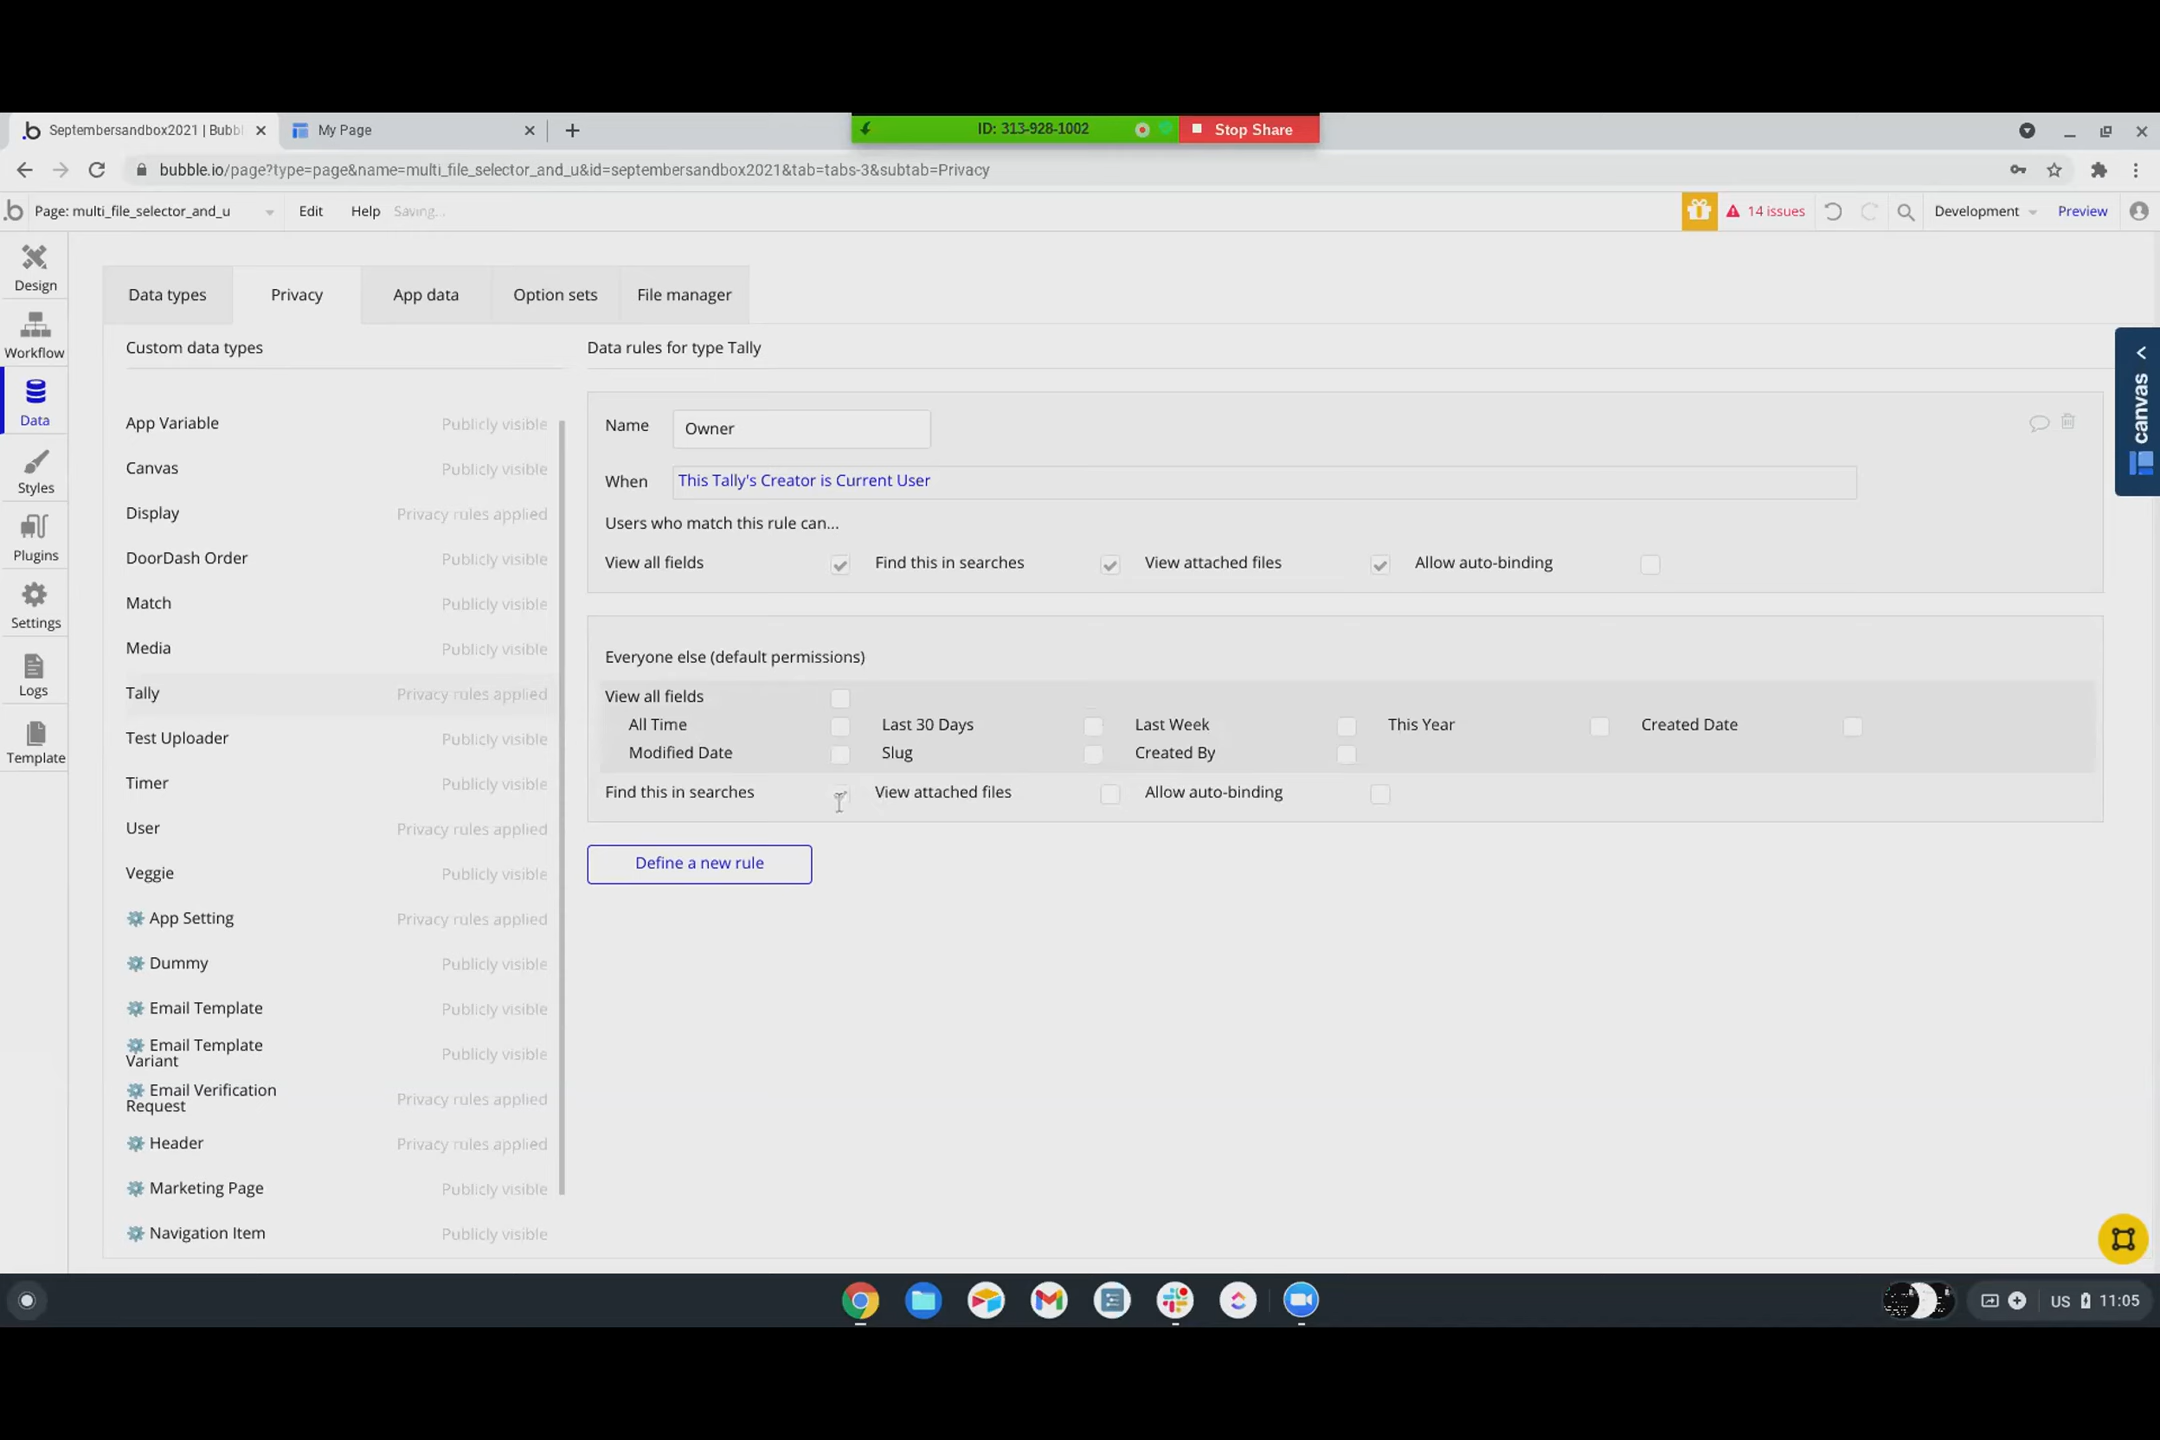 Septembersandbox2021 | Bubbl
My Page
ID: 313-928-1002
Stop Share
bubble.io/page?type=page&name=multi_file_selector_and_u&id=septembersandbox2021&tab=tabs-3&subtab=Privacy
Page: multi_file_selector_and_u
Edit
Help
Saving...
14 issues
Development
Preview
Design
Workflow
Data
Styles
Plugins
Settings
Logs
Template
Data types
Privacy
App data
Option sets
File manager
Custom data types
App Variable Publicly visible
Canvas Publicly visible
Display Privacy rules applied
DoorDash Order Publicly visible
Match Publicly visible
Media Publicly visible
Tally Privacy rules applied
Test Uploader Publicly visible
Timer Publicly visible
User Privacy rules applied
Veggie Publicly visible
App Setting Privacy rules applied
Dummy Publicly visible
Email Template Publicly visible
Email Template
Variant Publicly visible
Email Verification
Request Privacy rules applied
Header Privacy rules applied
Marketing Page Publicly visible
Navigation Item Publicly visible
Data rules for type Tally
Name Owner
When This Tally's Creator is Current User
Users who match this rule can...
View all fields Find this in searches View attached files Allow auto-binding
Everyone else (default permissions)
View all fields
All Time Last 30 Days Last Week This Year Created Date
Modified Date Slug Created By
Find this in searches View attached files Allow auto-binding
Define a new rule
canvas
US 11:05